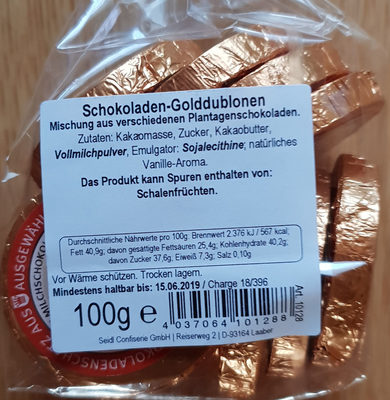 Schokoladen-Golddublonen
Mischung aus verschiedenen Plantagenschokoladen.
Zutaten: Kakaomasse, Zucker, Kakaobutter,
Vollmilchpulver, Emulgator: Sojalecithine; natürliches
Vanille-Aroma.
Das Produkt kann Spuren enthalten von:
Schalenfrüchten.
Durchschnittliche Nährwerte pro 100g: Brennwert 2.376 kJ / 567 kcal;
Fett 40,9g; davon gesättigte Fettsäuren 25,4g; Kohlenhydrate 40,2g;
davon Zucker 37,6g; Eiweiß 7,3g; Salz 0,10g
Vor Wärme schützen. Trocken lagern.
Mindestens haltbar bis: 15.06.2019 / Charge 18/396
100g e
4 037064 101288
Art. 10128
Seidl Confiserie GmbH | Reiserweg 2 | D-93164 Laaber
AUS AUSGEWÄHL
MILCHSCHOKOL